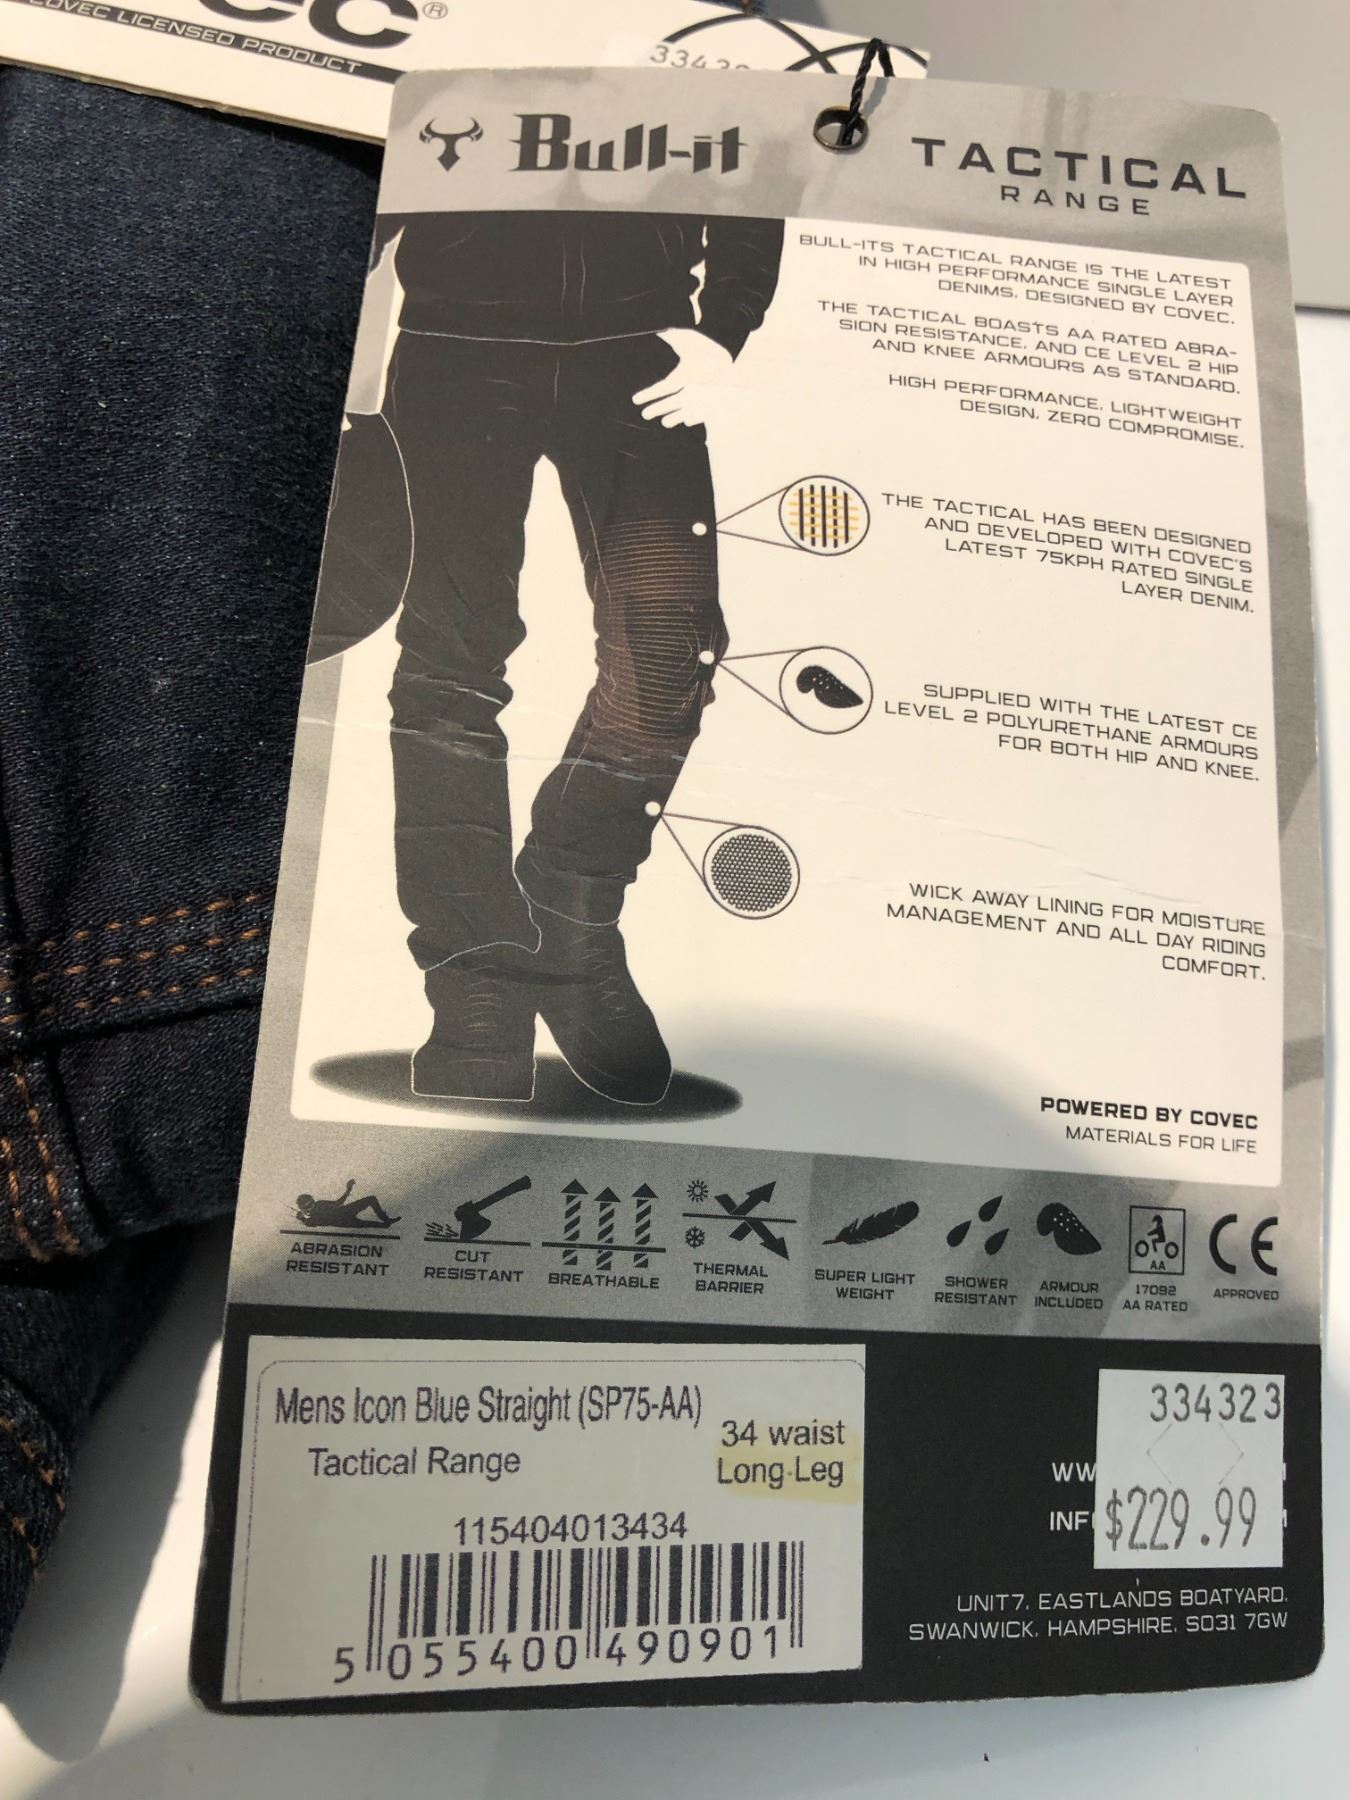 ®
COVEC LICENSED PRODUCT
Bull-it
TACTICAL
RANGE
BULL-ITS TACTICAL RANGE IS THE LATEST
IN HIGH PERFORMANCE SINGLE LAYER
DENIMS, DESIGNED BY COVEC.
THE TACTICAL BOASTS AA RATED ABRA-
SION RESISTANCE, AND CE LEVEL 2 HIP
AND KNEE ARMOURS AS STANDARD.
HIGH PERFORMANCE, LIGHTWEIGHT
DESIGN, ZERO COMPROMISE.
THE TACTICAL HAS BEEN DESIGNED
AND DEVELOPED WITH COVEC'S
LATEST 75KPH RATED SINGLE
LAYER DENIM.
SUPPLIED WITH THE LATEST CE
LEVEL 2 POLYURETHANE ARMOURS
FOR BOTH HIP AND KNEE.
WICK AWAY LINING FOR MOISTURE
MANAGEMENT AND ALL DAY RIDING
COMFORT.
POWERED BY COVEC
MATERIALS FOR LIFE
ABRASION
RESISTANT
CUT
RESISTANT
BREATHABLE
THERMAL
BARRIER
SUPER LIGHT
WEIGHT
SHOWER
RESISTANT
ARMOUR
INCLUDED
AA
17092
AA RATED
CE
APPROVED
Mens Icon Blue Straight (SP75-AA)
Tactical Range
34 waist
Long Leg
115404013434
5 055400 490901
334323
$229.99
UNIT7, EASTLANDS BOATYARD,
SWANWICK, HAMPSHIRE, SO31 7GW